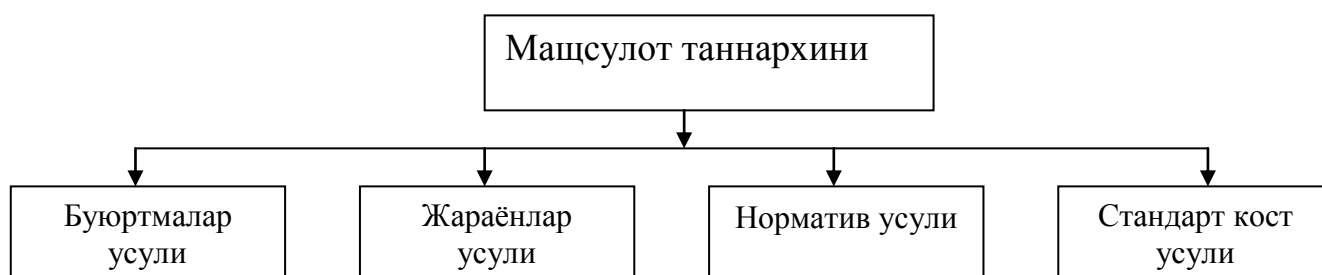 Мащсулот таннархини
Буюртмалар
усули
Жараёнлар
усули
Норматив усули
Стандарт кост
усули